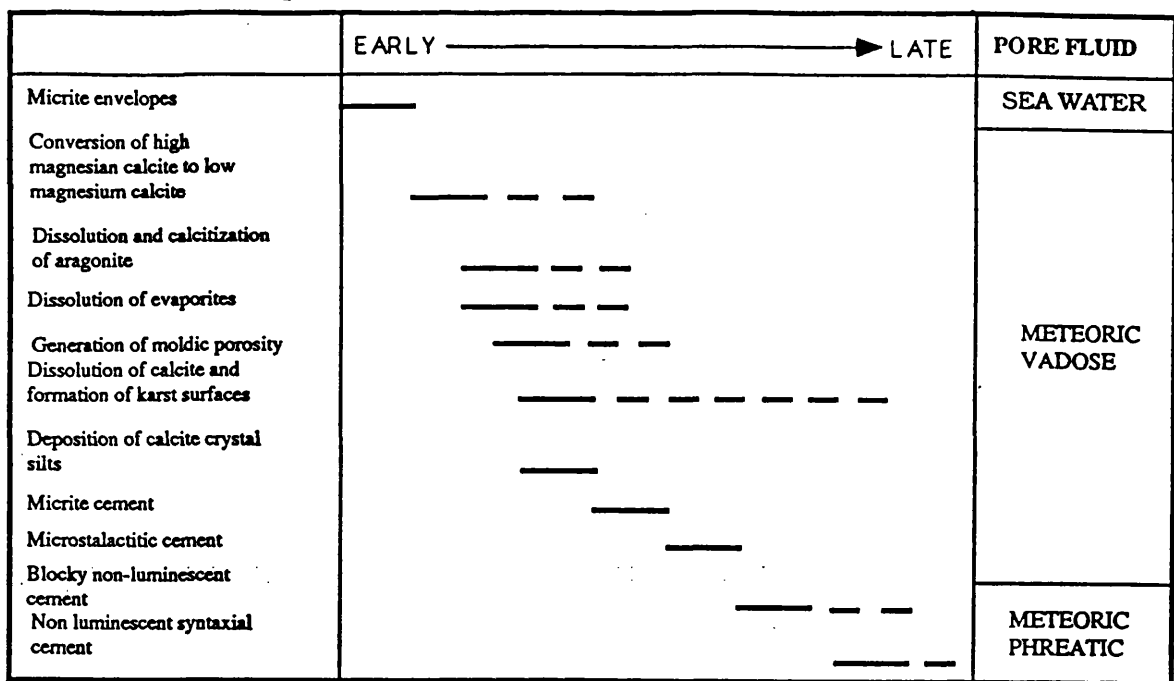 EARLY LATE PORE FLUID
Micrite envelopes
SEA WATER
Conversion of high
magnesian calcite to low
magnesium calcite
Dissolution and calcitization
of aragonite
Dissolution of evaporites
Generation of moldic porosity
Dissolution of calcite and
formation of karst surfaces
METEORIC
VADOSE
Deposition of calcite crystal
silts
Micrite cement
Microstalactitic cement
Blocky non-luminescent
cement
Non luminescent syntaxial
cement
METEORIC
PHREATIC